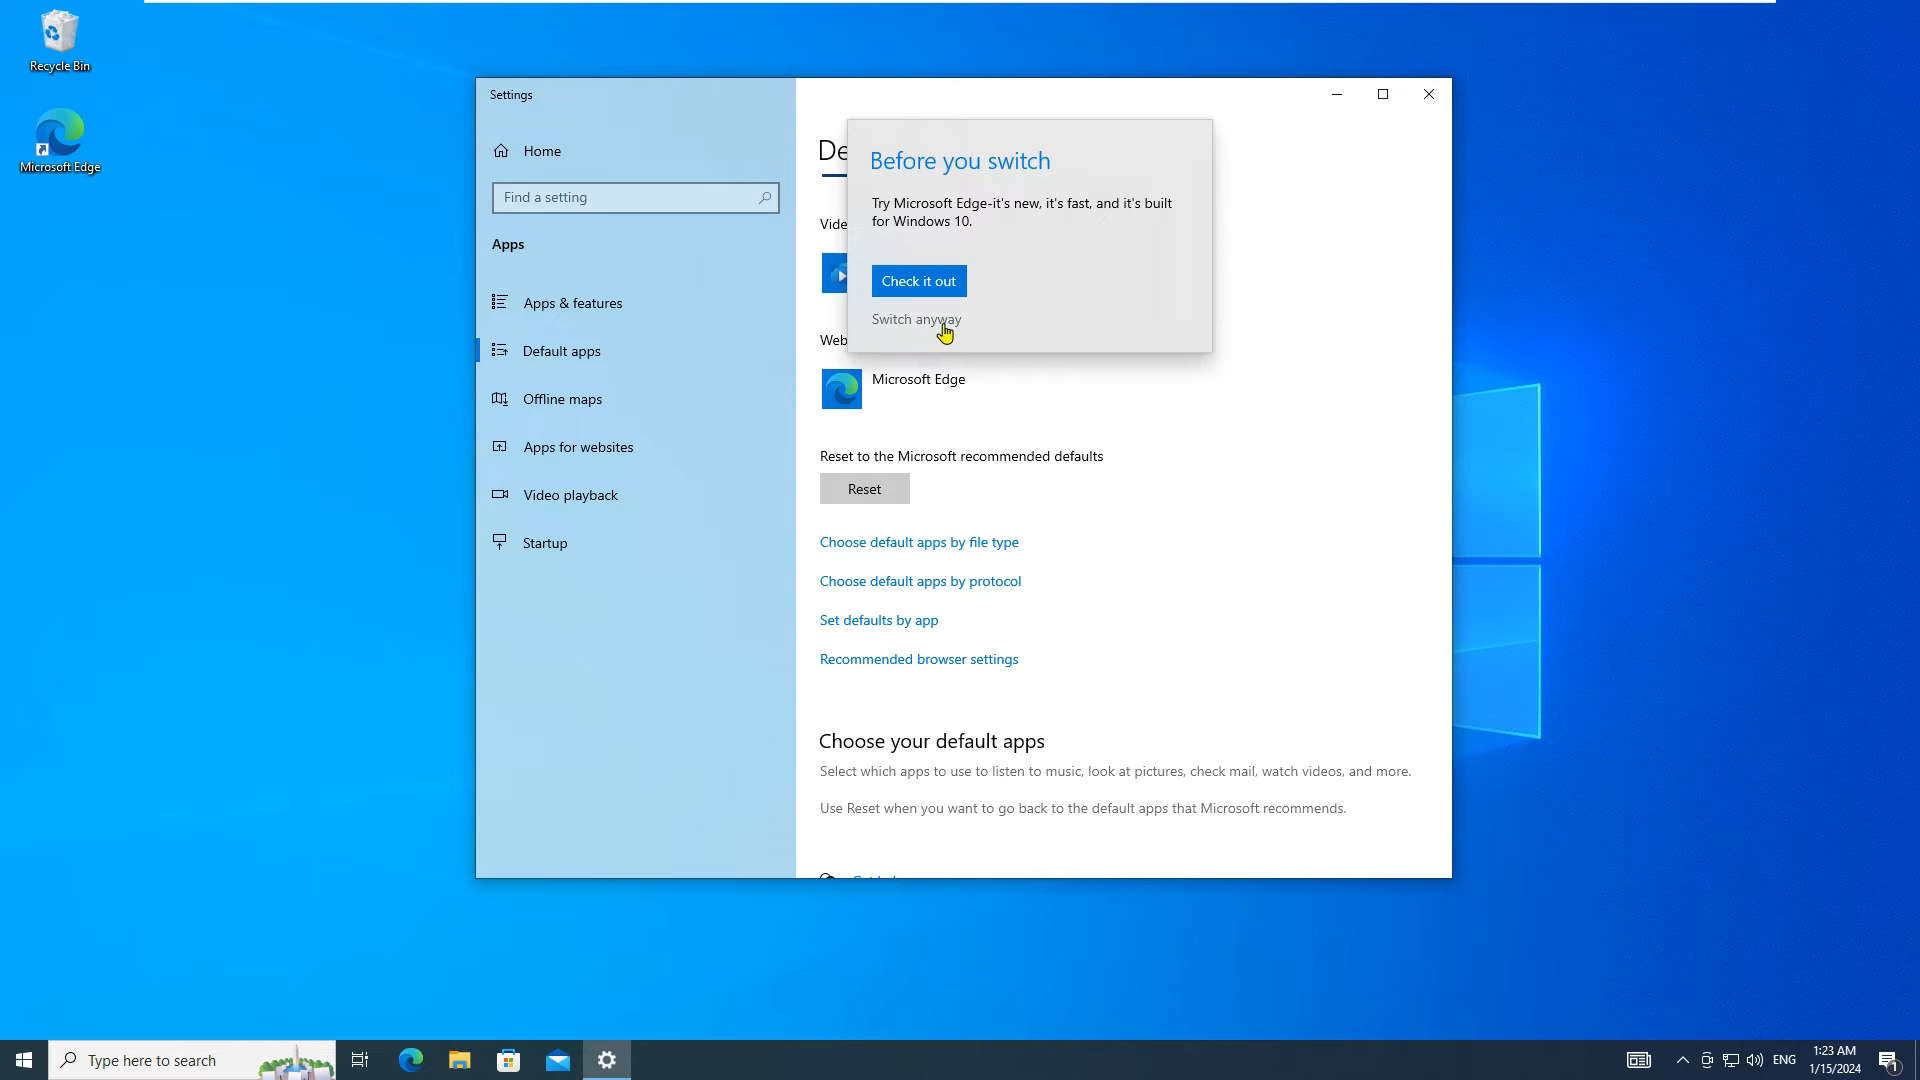 Recycle Bin
Microsoft Edge
Settings
Home
Find a setting
Apps
Apps & features
Default apps
Offline maps
Apps for websites
Video playback
Startup
De
Before you switch
Try Microsoft Edge-it's new, it's fast, and it's built
for Windows 10.
Check it out
Switch anyway
Vide
Web
Microsoft Edge
Reset to the Microsoft recommended defaults
Reset
Choose default apps by file type
Choose default apps by protocol
Set defaults by app
Recommended browser settings
Choose your default apps
Select which apps to use to listen to music, look at pictures, check mail, watch videos, and more.
Use Reset when you want to go back to the default apps that Microsoft recommends.
Type here to search
ENG
1:23 AM
1/15/2024
1